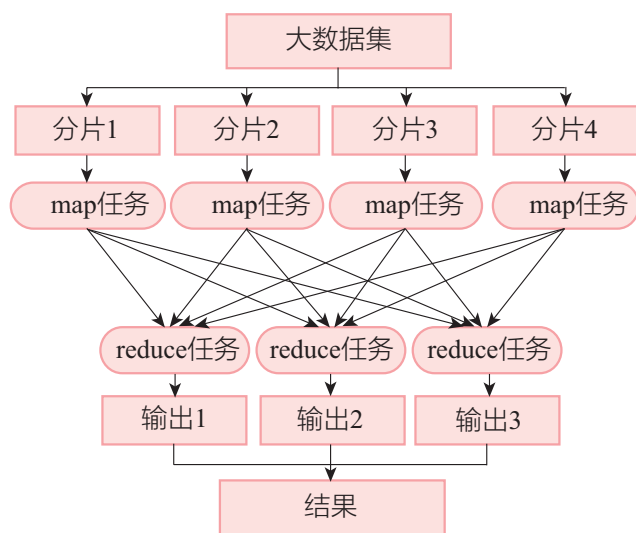 大数据集
分片1
分片2
分片3
分片4
map任务
map任务
map任务
map任务
reduce任务
reduce任务
reduce任务
输出1
输出2
输出3
结果